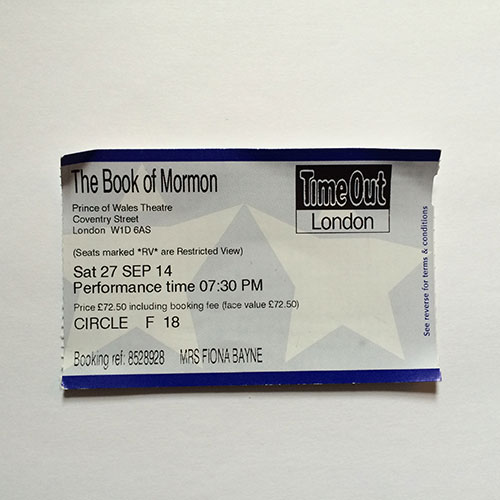 The Book of Mormon
Prince of Wales Theatre
Coventry Street
London W1D 6AS
(Seats marked *RV* are Restricted View)
Sat 27 SEP 14
Performance time 07:30 PM
Price £72.50 including booking fee (face value £72.50)
CIRCLE F 18
Booking ref: 8528928 MRS FIONA BAYNE
Time Out
London
See reverse for terms & conditions